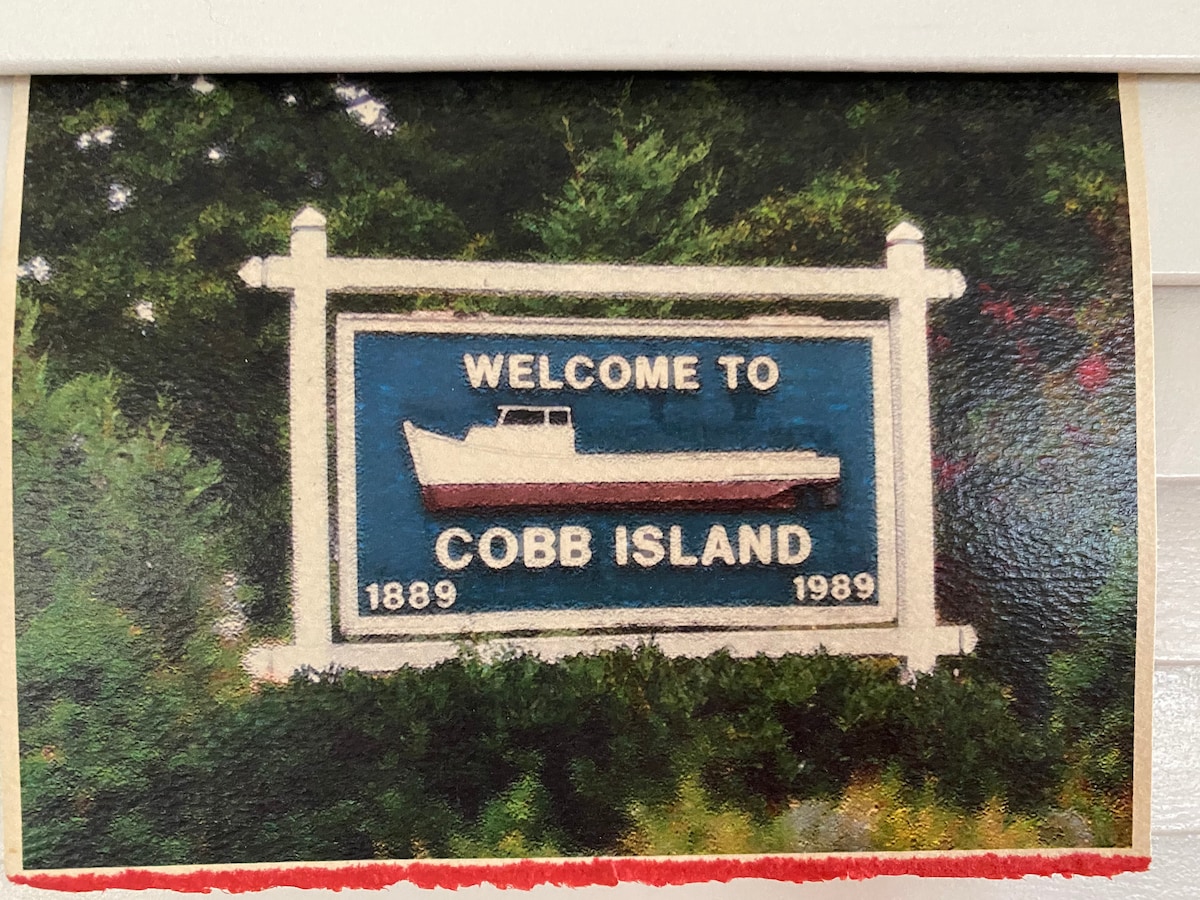 WELCOME TO
COBB ISLAND
1889 1989